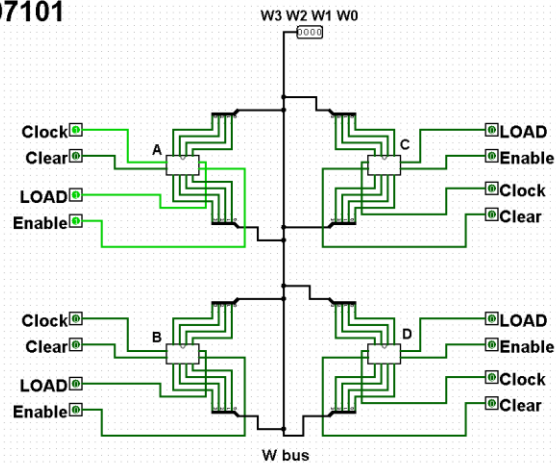 07101
W3 W2 W1 W0
0000
A
C
Clock
Clear
LOAD
Enable
LOAD
Enable
Clock
Clear
B
D
Clock
Clear
LOAD
Enable
LOAD
Enable
Clock
Clear
W bus